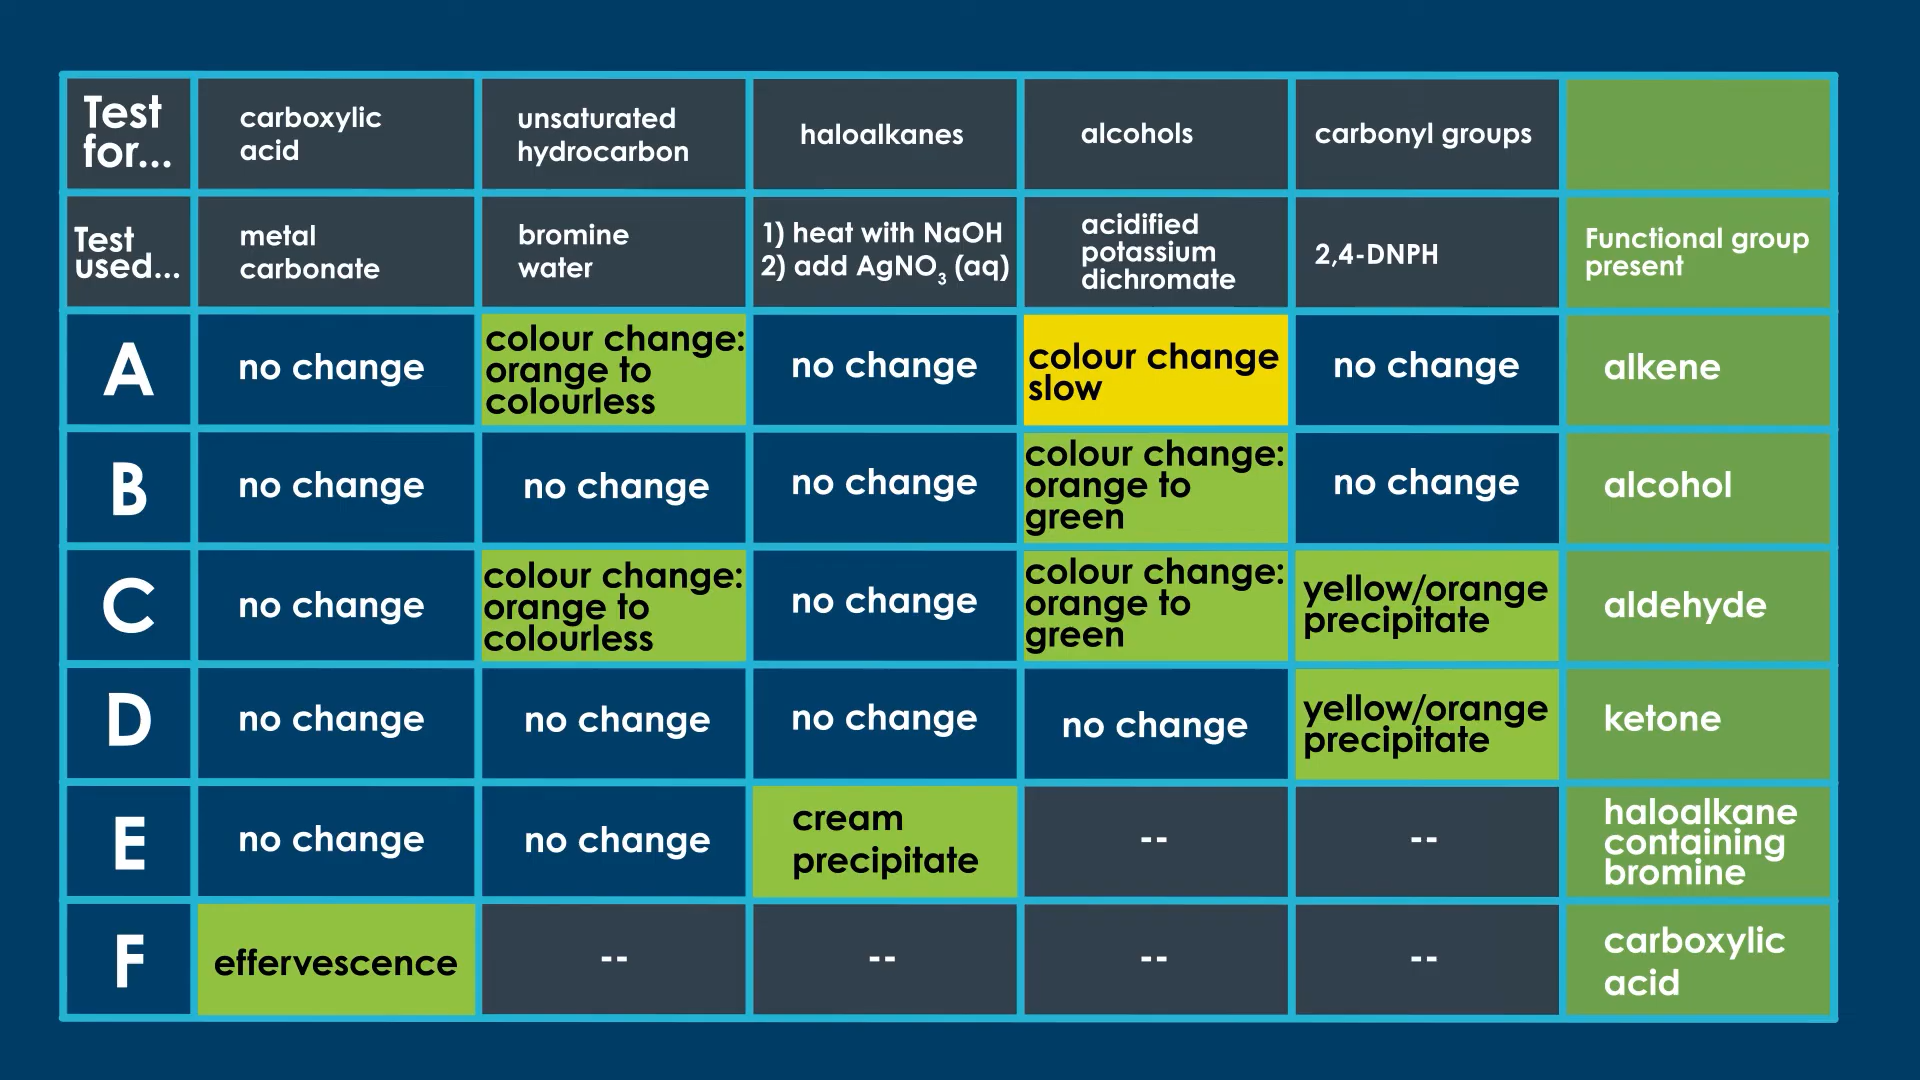 Test
for...
carboxylic
acid
unsaturated
hydrocarbon
haloalkanes
alcohols
carbonyl groups
Test
used...
metal
carbonate
bromine
water
1) heat with NaOH
2) add AgNO₃ (aq)
acidified
potassium
dichromate
2,4-DNPH
Functional group
present
A
no change
colour change:
orange to
colourless
no change
colour change
slow
no change
alkene
B
no change
no change
no change
colour change:
orange to
green
no change
alcohol
C
no change
colour change:
orange to
colourless
no change
colour change:
orange to
green
yellow/orange
precipitate
aldehyde
D
no change
no change
no change
no change
yellow/orange
precipitate
ketone
E
no change
no change
cream
precipitate
--
--
haloalkane
containing
bromine
F
effervescence
--
--
--
--
carboxylic
acid